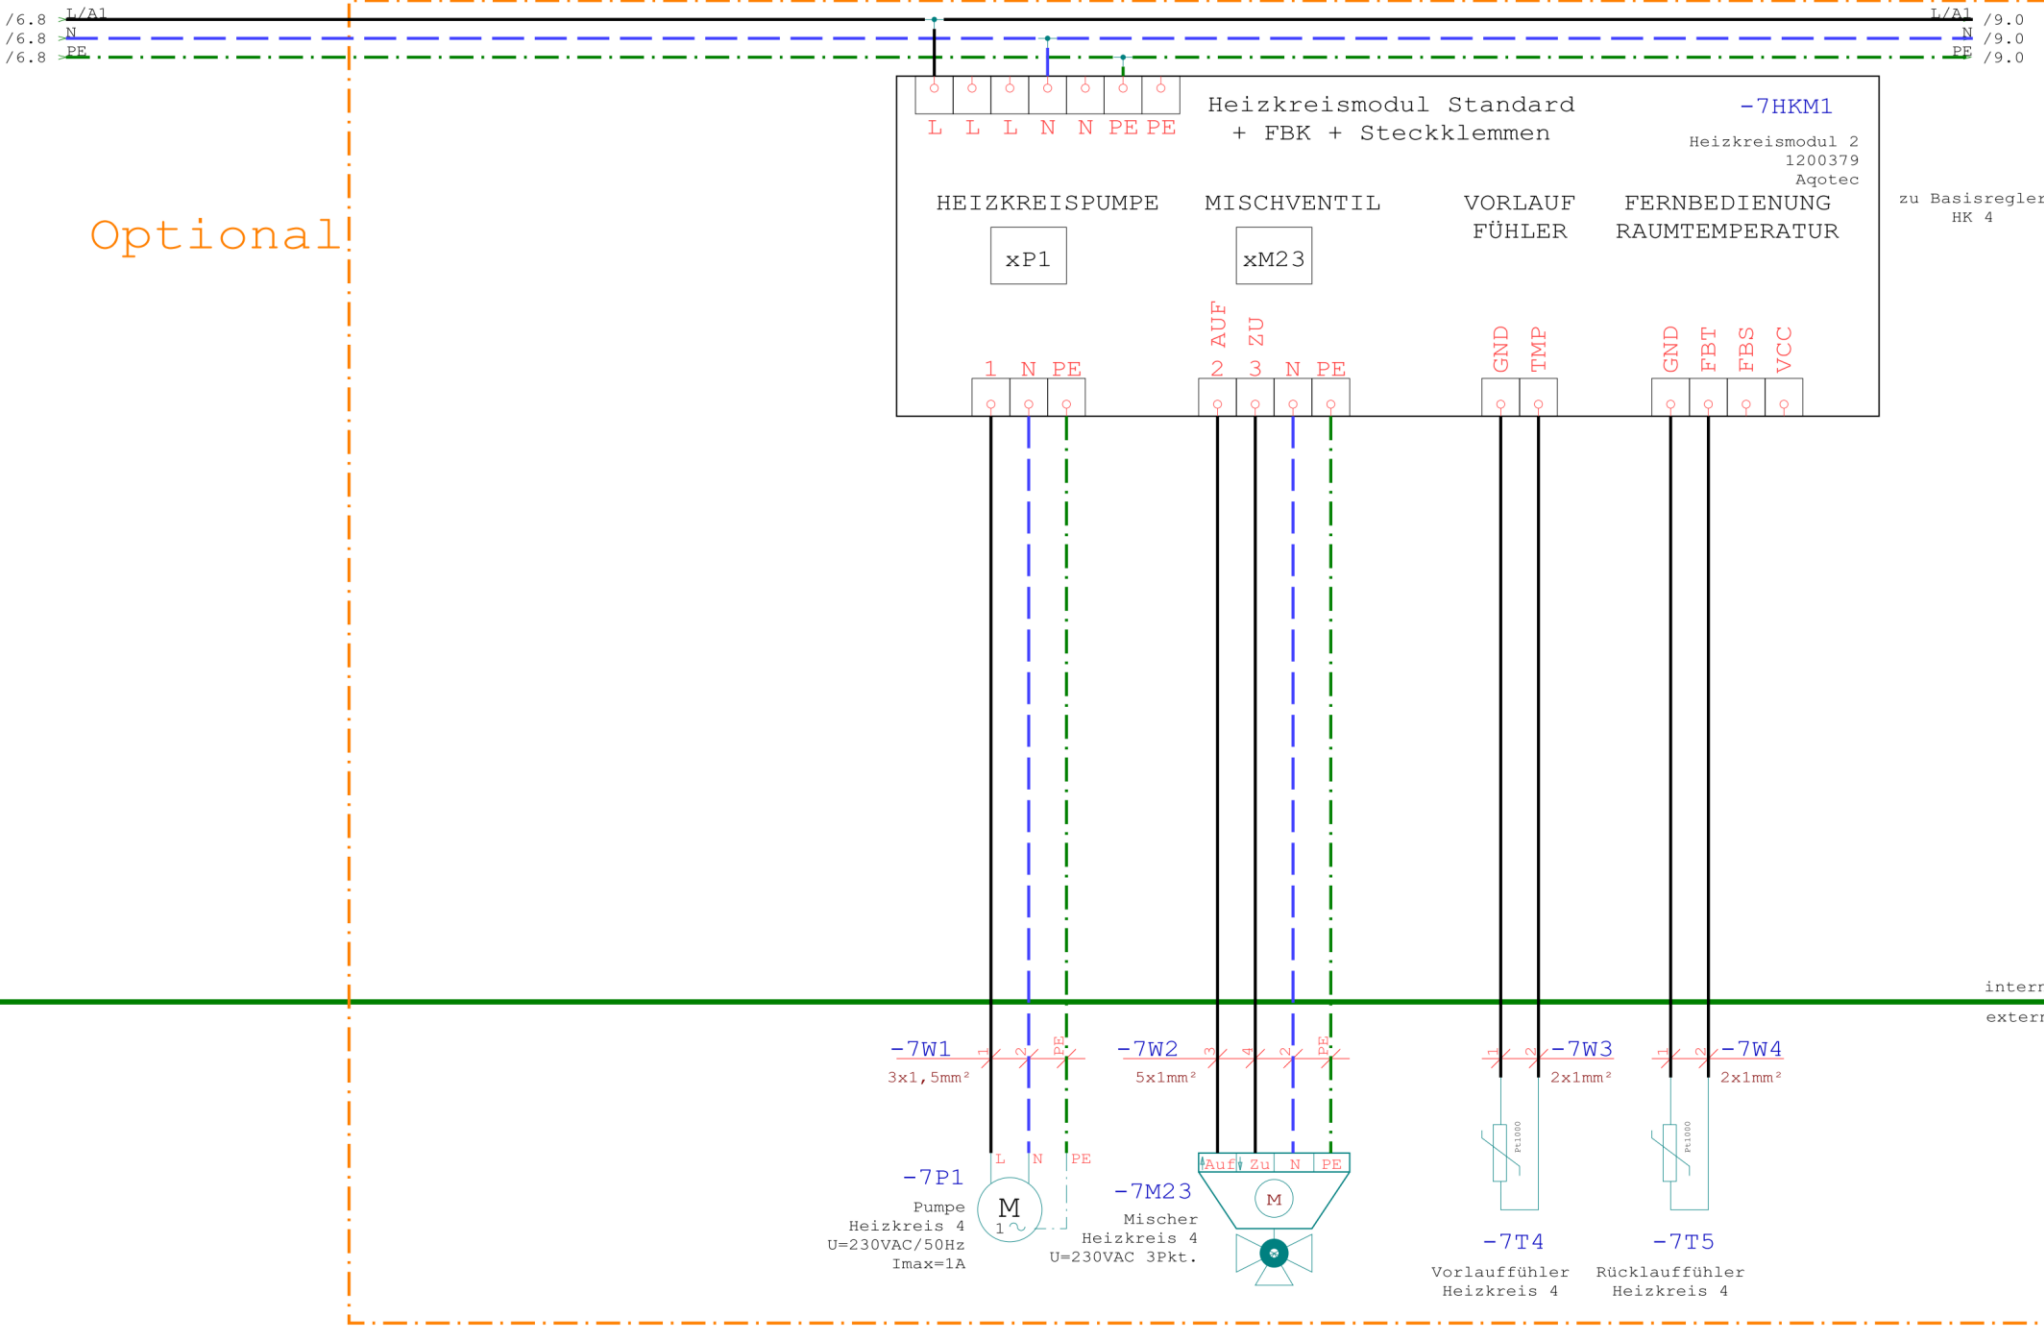 /6.8 L/A1 L/A1 /9.0
/6.8 N N /9.0
/6.8 PE PE /9.0
L L L N N PE PE
Heizkreismodul Standard
+ FBK + Steckklemmen
-7HKM1
Heizkreismodul 2
1200379
Aqotec
zu Basisregler
HK 4
Optional
HEIZKREISPUMPE
MISCHVENTIL
VORLAUF
FÜHLER
FERNBEDIENUNG
RAUMTEMPERATUR
xP1
xM23
1 N PE
AUF ZU
2 3 N PE
GND TMP
GND FBT FBS VCC
intern
extern
-7W1 1 2 PE
3x1,5mm²
-7W2 3 4 2 PE
5x1mm²
1 2 -7W3
2x1mm²
1 2 -7W4
2x1mm²
Pt1000
Pt1000
L N PE
-7P1
M
1
Pumpe
Heizkreis 4
U=230VAC/50Hz
Imax=1A
Auf Zu N PE
-7M23
M
Mischer
Heizkreis 4
U=230VAC 3Pkt.
M
-7T4
Vorlauffühler
Heizkreis 4
-7T5
Rücklauffühler
Heizkreis 4